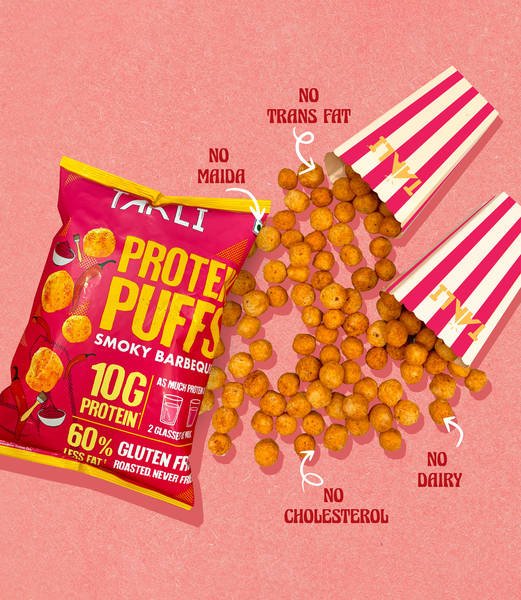 NO
TRANS FAT
NO
MAIDA
TAKLI
TAKLI
TAKLI
PROTEIN
PUFFS
SMOKY BARBEQUE
10G
PROTEIN
AS MUCH PROTEIN
2 GLASSES
60%
LESS FAT
GLUTEN FREE
ROASTED, NEVER FRIED
NO
DAIRY
NO
CHOLESTEROL